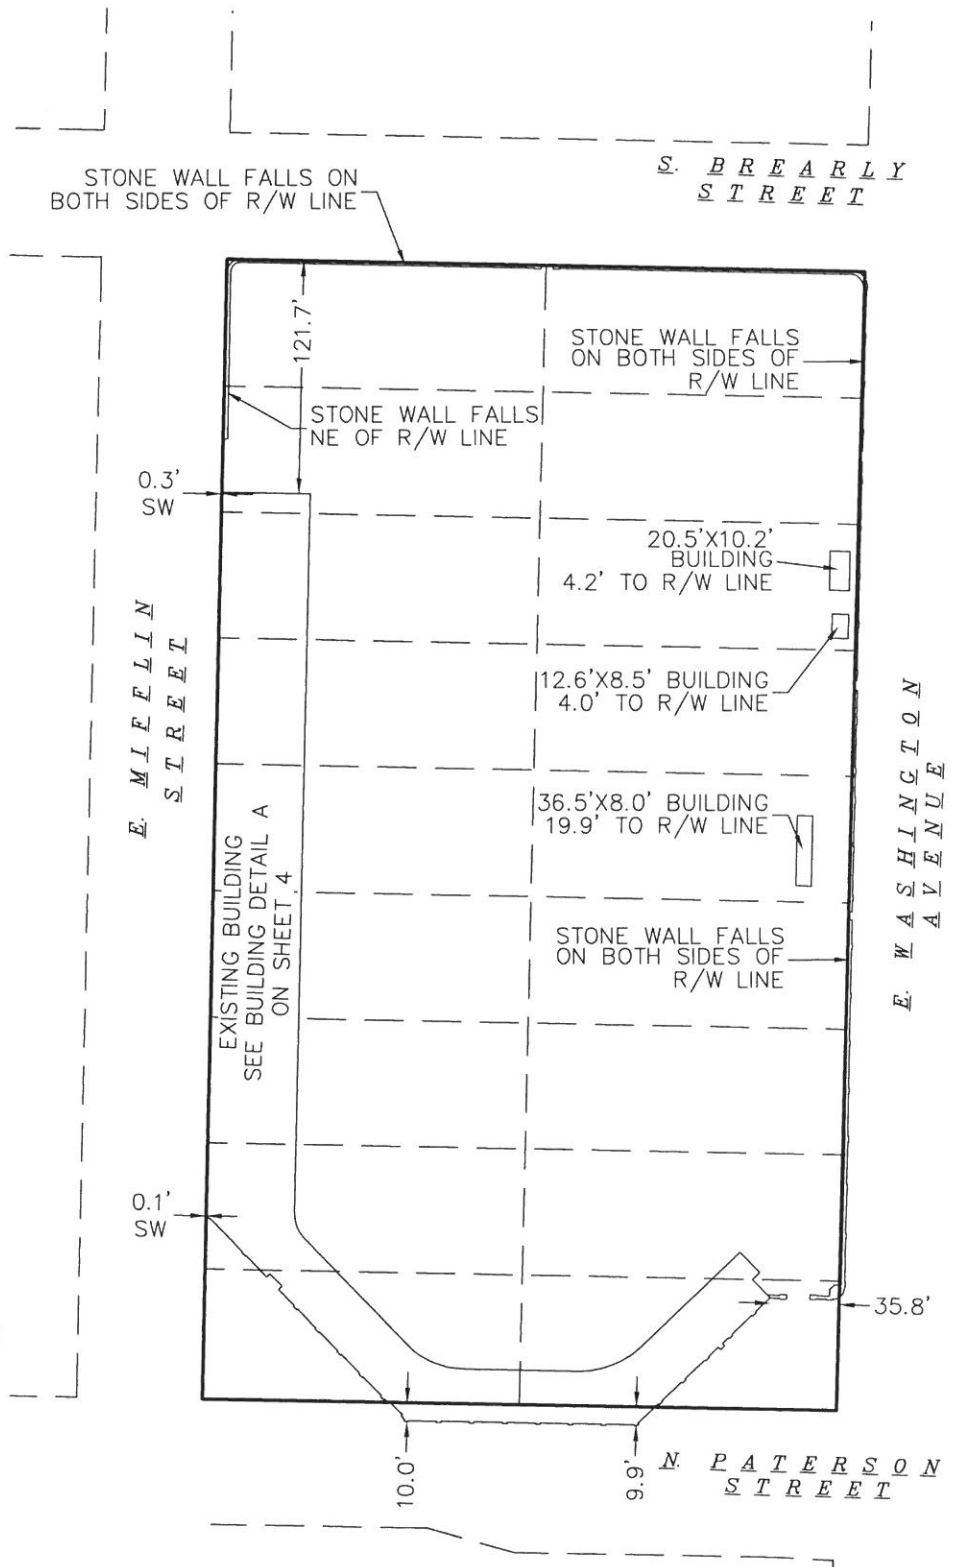 S. BREARLY
STREET
STONE WALL FALLS ON
BOTH SIDES OF R/W LINE
121.7'
STONE WALL FALLS
ON BOTH SIDES OF
R/W LINE
STONE WALL FALLS
NE OF R/W LINE
0.3'
SW
20.5'X10.2'
BUILDING
4.2' TO R/W LINE
12.6'X8.5' BUILDING
4.0' TO R/W LINE
E. MIFFLIN
STREET
E. WASHINGTON
AVENUE
36.5'X8.0' BUILDING
19.9' TO R/W LINE
EXISTING BUILDING
SEE BUILDING DETAIL A
ON SHEET 4
STONE WALL FALLS
ON BOTH SIDES OF
R/W LINE
0.1'
SW
35.8'
10.0'
9.9'
N. PATERSON
STREET